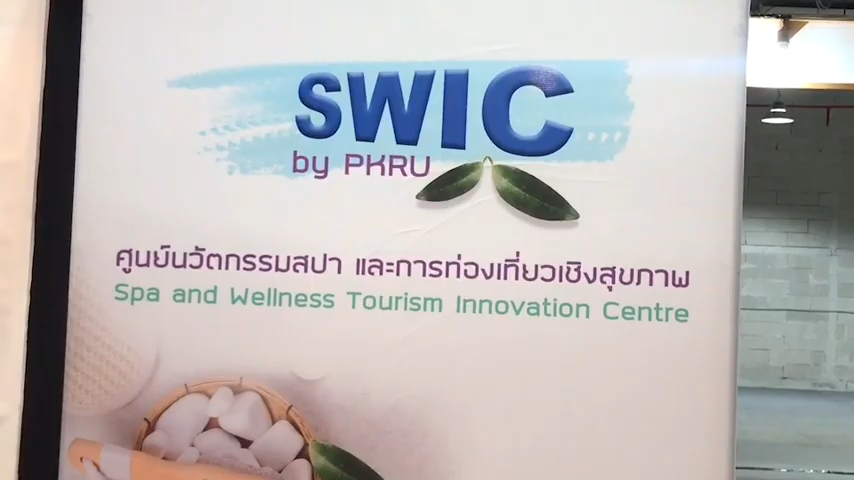 SWIC
by PKRU
ศูนย์นวัตกรรมสปา และการท่องเที่ยวเชิงสุขภาพ
Spa and Wellness Tourism Innovation Centre